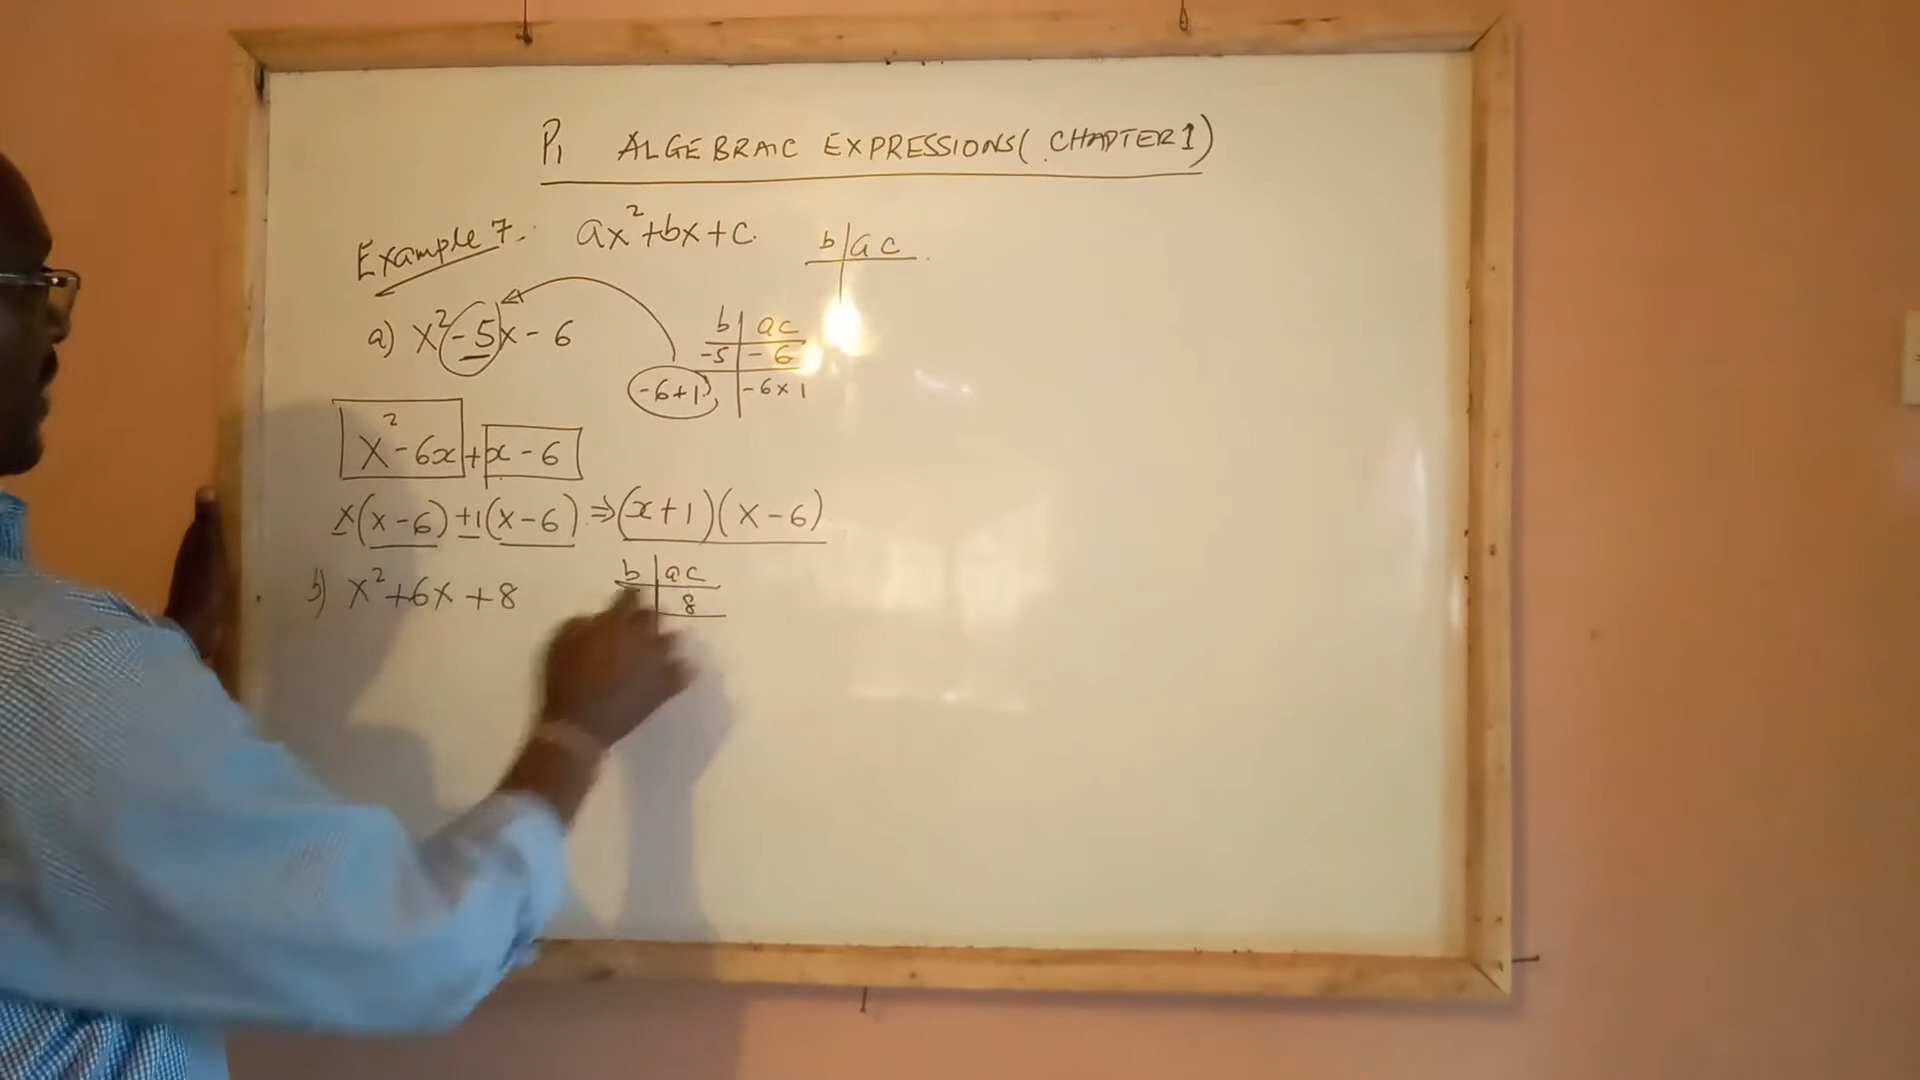 P1 ALGEBRAIC EXPRESSIONS( CHAPTER 1)
Example 7. ax²+bx+c.
b | ac
a) x² - 5x - 6
b | ac
-5 | - 6
-6+1 | -6 x 1
x² - 6x + x - 6
x(x-6) +1(x-6) ⇒ (x+1)(x-6)
b) x² + 6x + 8
b | ac
8